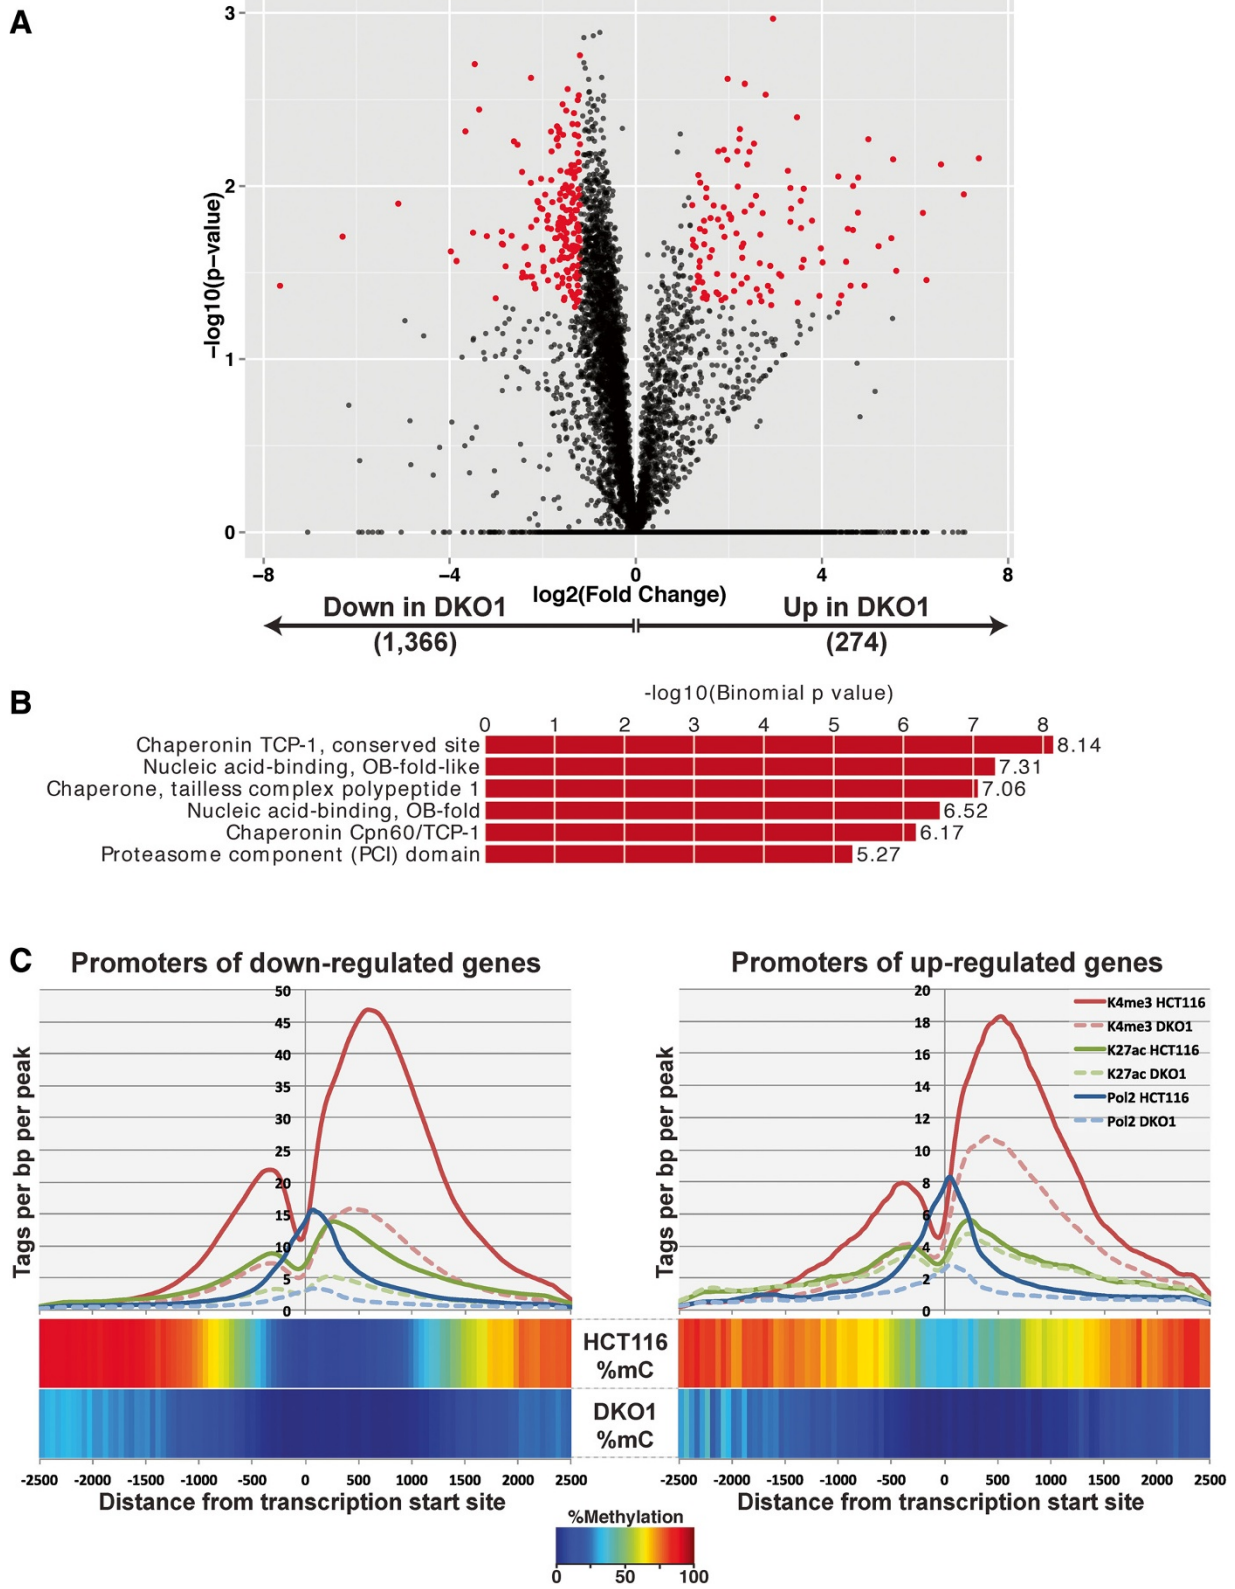 A
3
2
1
0
−log10(p−value)
−8 −4 0 4 8
log2(Fold Change)
Down in DKO1 Up in DKO1
(1,366) (274)
B
-log10(Binomial p value)
0 1 2 3 4 5 6 7 8
Chaperonin TCP-1, conserved site 8.14
Nucleic acid-binding, OB-fold-like 7.31
Chaperone, tailless complex polypeptide 1 7.06
Nucleic acid-binding, OB-fold 6.52
Chaperonin Cpn60/TCP-1 6.17
Proteasome component (PCI) domain 5.27
C
Promoters of down-regulated genes
Tags per bp per peak
50
45
40
35
30
25
20
15
10
5
0
Promoters of up-regulated genes
Tags per bp per peak
20
18
16
14
12
10
8
6
4
2
0
K4me3 HCT116
K4me3 DKO1
K27ac HCT116
K27ac DKO1
Pol2 HCT116
Pol2 DKO1
HCT116
%mC
DKO1
%mC
-2500 -2000 -1500 -1000 -500 0 500 1000 1500 2000 2500
Distance from transcription start site
-2500 -2000 -1500 -1000 -500 0 500 1000 1500 2000 2500
Distance from transcription start site
%Methylation
0 50 100